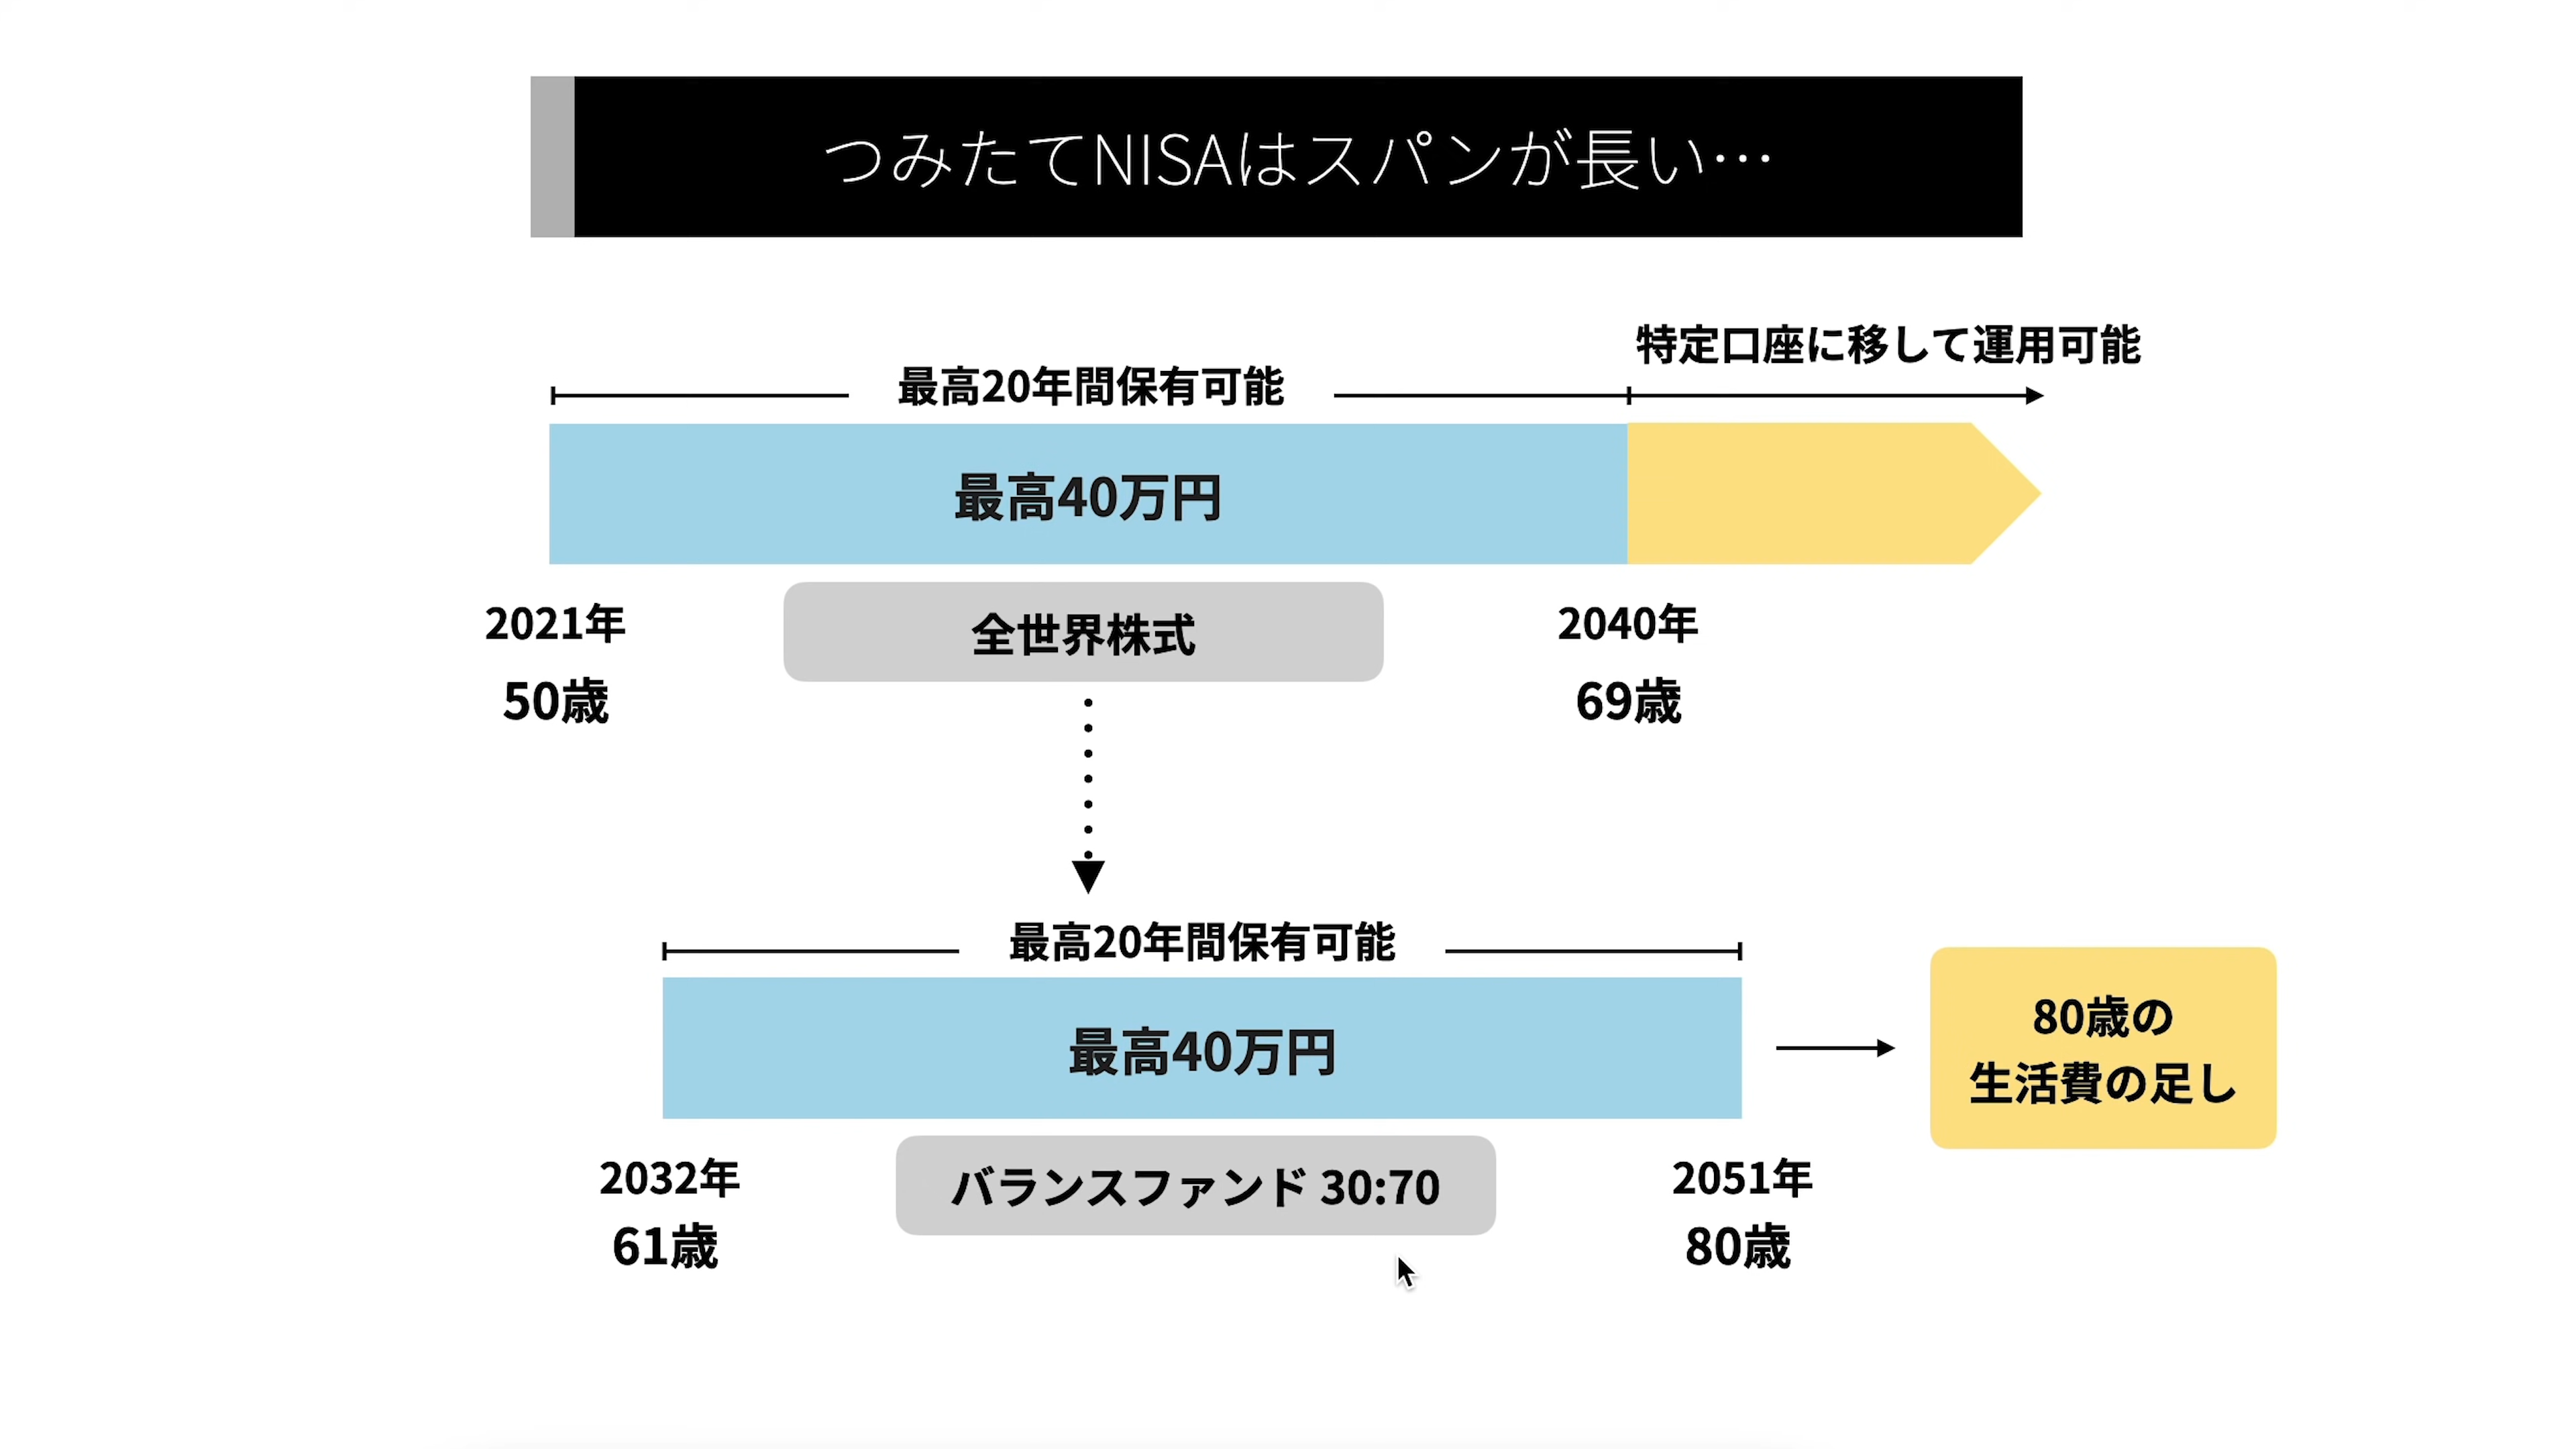 つみたてNISAはスパンが長い…
特定口座に移して運用可能
最高20年間保有可能
最高40万円
全世界株式
2021年
50歳
2040年
69歳
最高20年間保有可能
最高40万円
80歳の
生活費の足し
バランスファンド 30:70
2032年
61歳
2051年
80歳